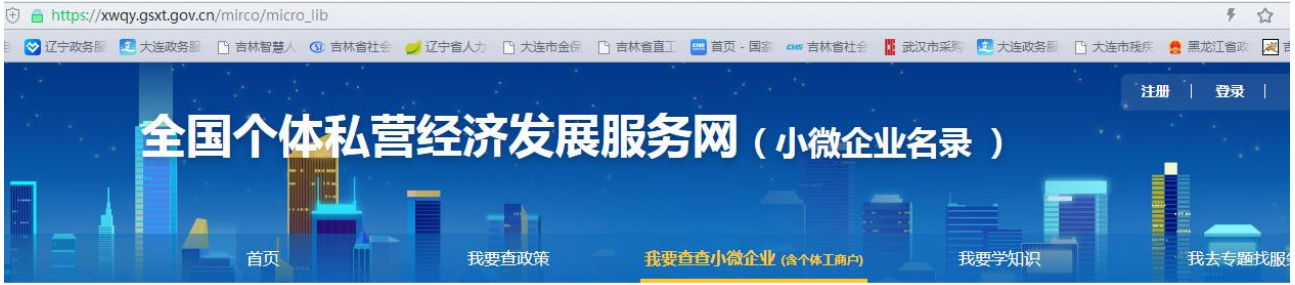 https://xwqy.gsxt.gov.cn/mirco/micro_lib
辽宁政务服 大连政务服 吉林智慧人 吉林省社会 辽宁省人力 大连市金保 吉林省直工 首页 - 国家 吉林省社会 武汉市采购 大连政务服 大连市残疾 黑龙江省政
注册 | 登录 |
全国个体私营经济发展服务网（小微企业名录 ）
首页 我要查政策 我要查查小微企业 (含个体工商户) 我要学知识 我去专题找服务